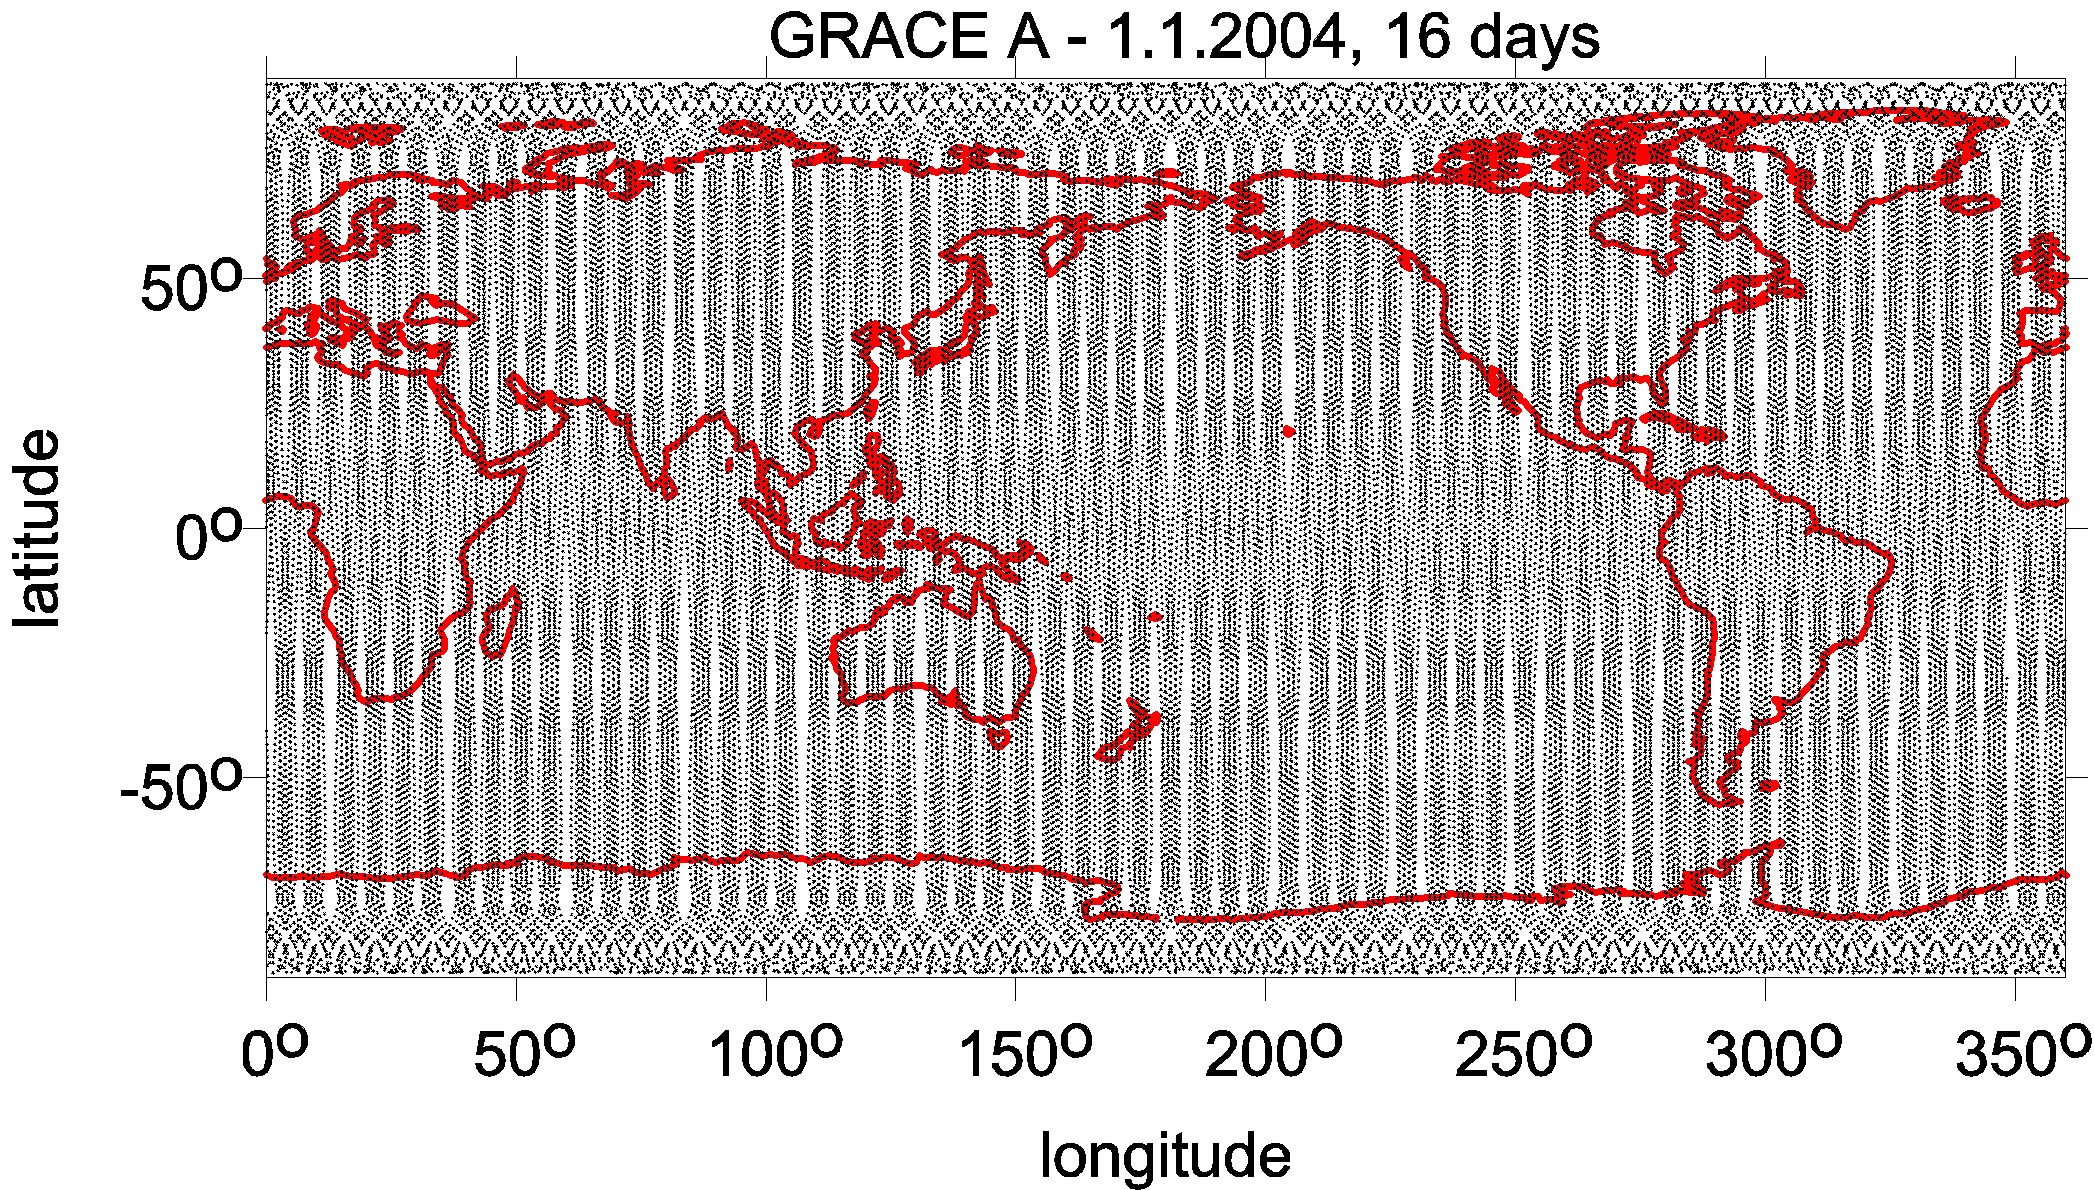 GRACE A - 1.1.2004, 16 days
50º
0º
-50º
latitude
0º 50º 100º 150º 200º 250º 300º 350º
longitude